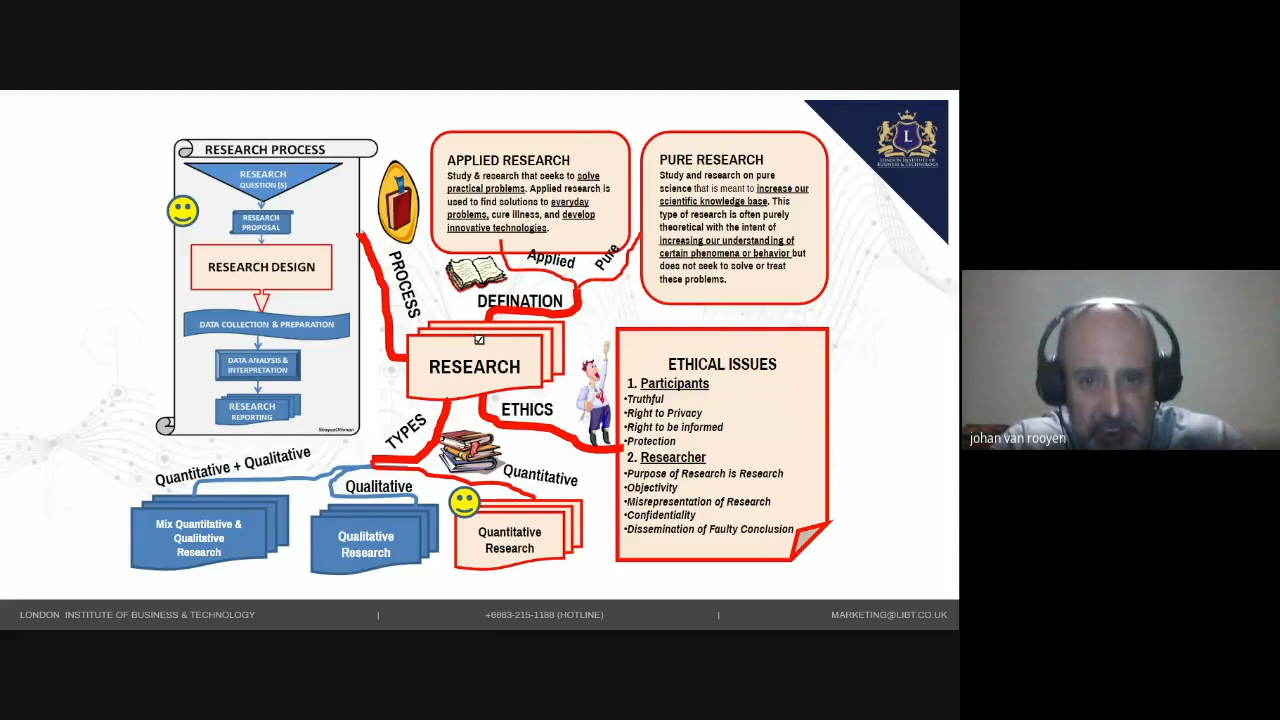 RESEARCH PROCESS
RESEARCH
QUESTION (S)
RESEARCH
PROPOSAL
RESEARCH DESIGN
DATA COLLECTION & PREPARATION
DATA ANALYSIS &
INTERPRETATION
RESEARCH
REPORTING
ShayaaOthman
PROCESS
APPLIED RESEARCH
Study & research that seeks to solve
practical problems. Applied research is
used to find solutions to everyday
problems, cure illness, and develop
innovative technologies.
Applied
Pure
DEFINATION
PURE RESEARCH
Study and research on pure
science that is meant to increase our
scientific knowledge base. This
type of research is often purely
theoretical with the intent of
increasing our understanding of
certain phenomena or behavior but
does not seek to solve or treat
these problems.
L
LONDON INSTITUTE OF
BUSINESS & TECHNOLOGY
RESEARCH
TYPES
ETHICS
ETHICAL ISSUES
1. Participants
•Truthful
•Right to Privacy
•Right to be informed
•Protection
2. Researcher
•Purpose of Research is Research
•Objectivity
•Misrepresentation of Research
•Confidentiality
•Dissemination of Faulty Conclusion
Quantitative + Qualitative
Qualitative
Quantitative
Mix Quantitative &
Qualitative
Research
Qualitative
Research
Quantitative
Research
LONDON INSTITUTE OF BUSINESS & TECHNOLOGY | +6683-215-1188 (HOTLINE) | MARKETING@LIBT.CO.UK
johan van rooyen